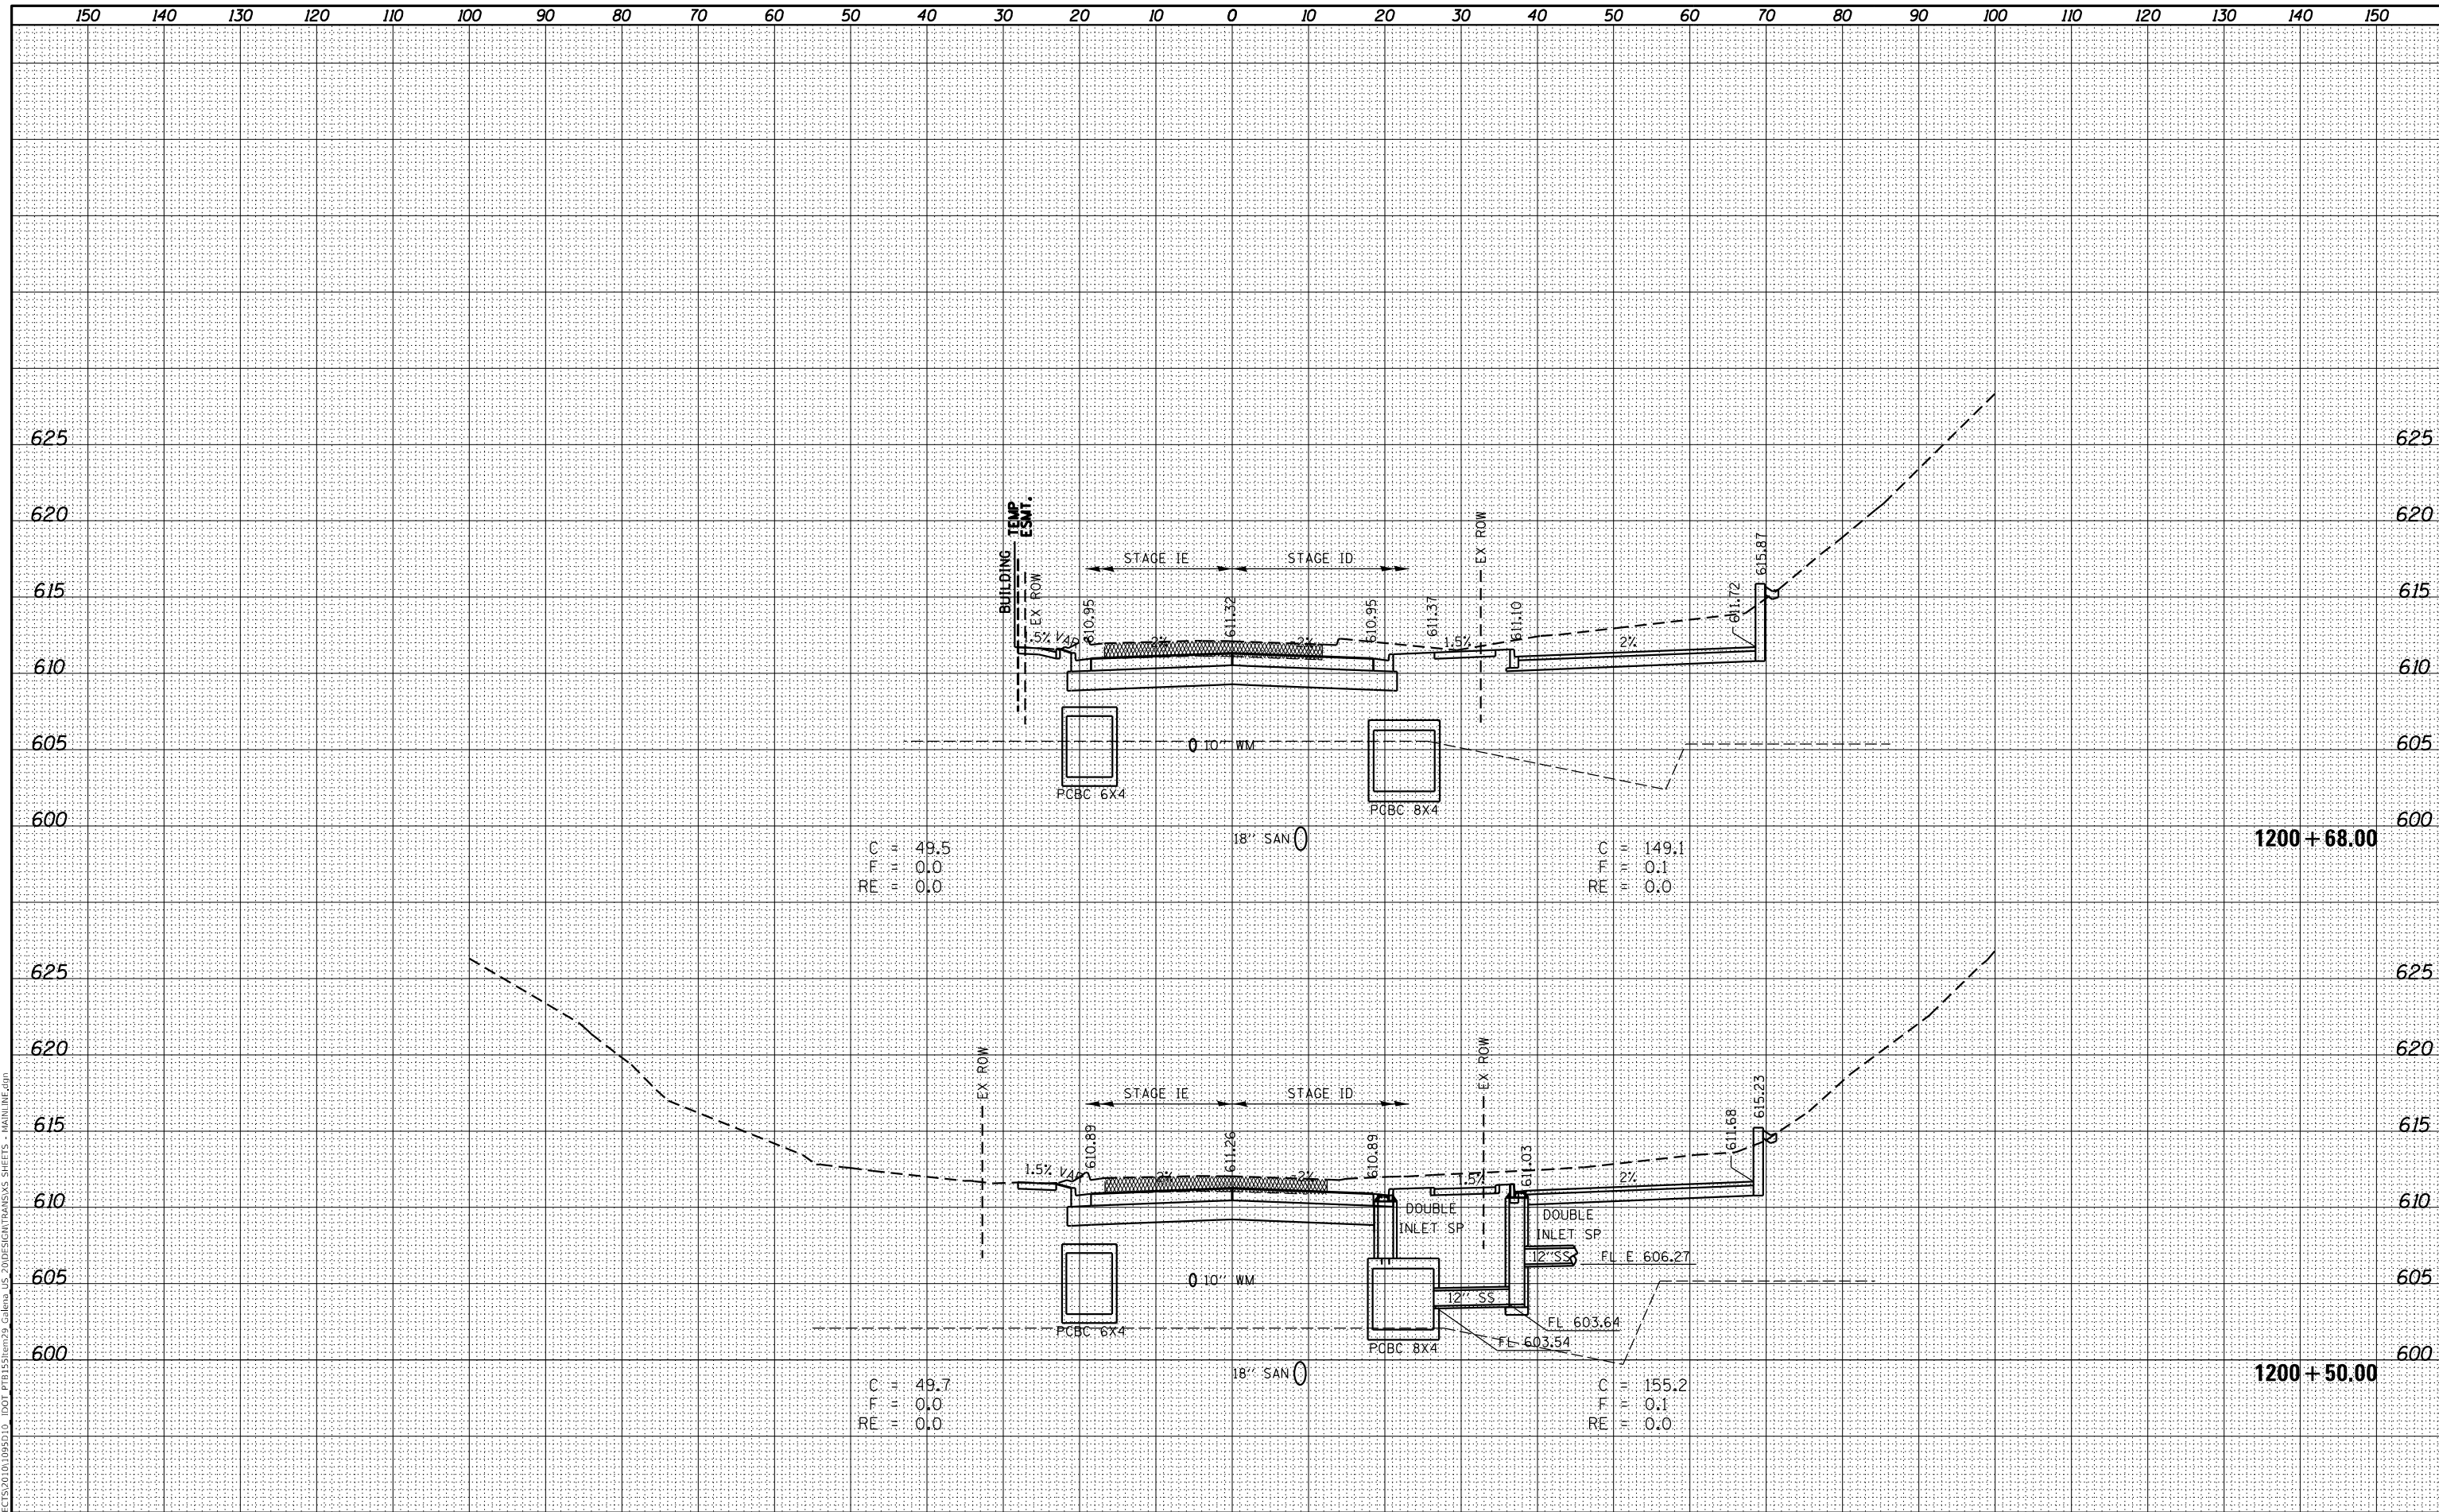 150 140 130 120 110 100 90 80 70 60 50 40 30 20 10 0 10 20 30 40 50 60 70 80 90 100 110 120 130 140 150
625 625
620 620
615 615
610 610
605 605
600 600
BUILDING
TEMP
ESMT.
EX ROW
STAGE IE
STAGE ID
EX ROW
615.87
610.95
611.32
610.95
611.37
611.10
611.72
2%
2%
1.5%
2%
10" WM
PCBC 6X4
PCBC 8X4
18" SAN
C = 49.5
F = 0.0
RE = 0.0
C = 149.1
F = 0.1
RE = 0.0
1200+68.00
625 625
620 620
615 615
610 610
605 605
600 600
EX ROW
STAGE IE
STAGE ID
EX ROW
615.23
610.89
611.26
610.89
611.03
611.68
1.5% VAR
2%
2%
1.5%
2%
DOUBLE
INLET SP
DOUBLE
INLET SP
12"SS
FL E 606.27
10" WM
12" SS
FL 603.64
FL 603.54
PCBC 6X4
PCBC 8X4
18" SAN
C = 49.7
F = 0.0
RE = 0.0
C = 155.2
F = 0.1
RE = 0.0
1200+50.00